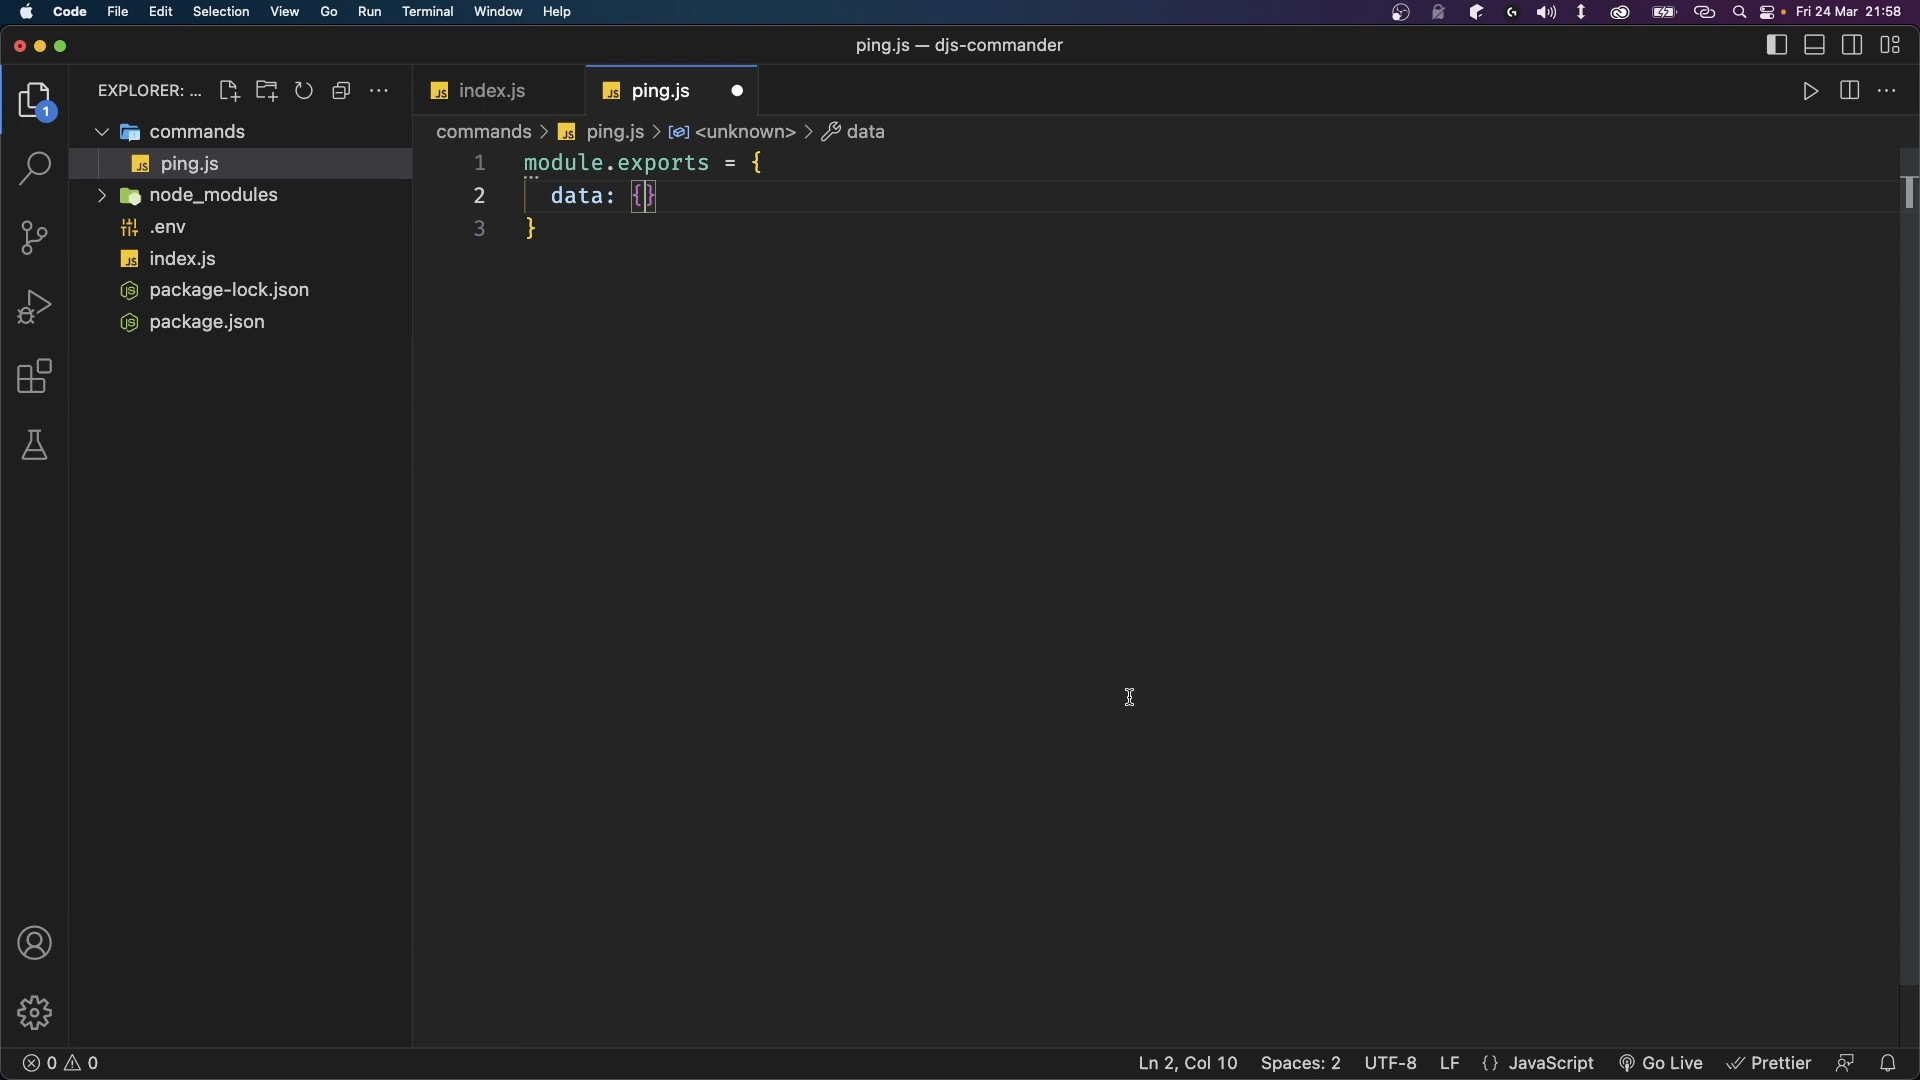 Code File Edit Selection View Go Run Terminal Window Help Fri 24 Mar 21:58
ping.js — djs-commander
EXPLORER: ...
index.js
ping.js
commands > ping.js > <unknown> > data
commands
ping.js
node_modules
.env
index.js
package-lock.json
package.json
1 module.exports = {
2 data: {}
3 }
1
0 0
Ln 2, Col 10 Spaces: 2 UTF-8 LF {} JavaScript Go Live Prettier